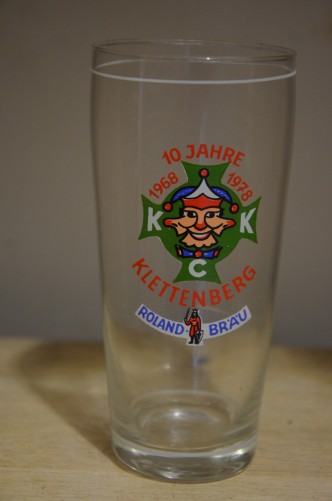 10 JAHRE
1968 1978
K K
C
KLETTENBERG
ROLAND-BRÄU